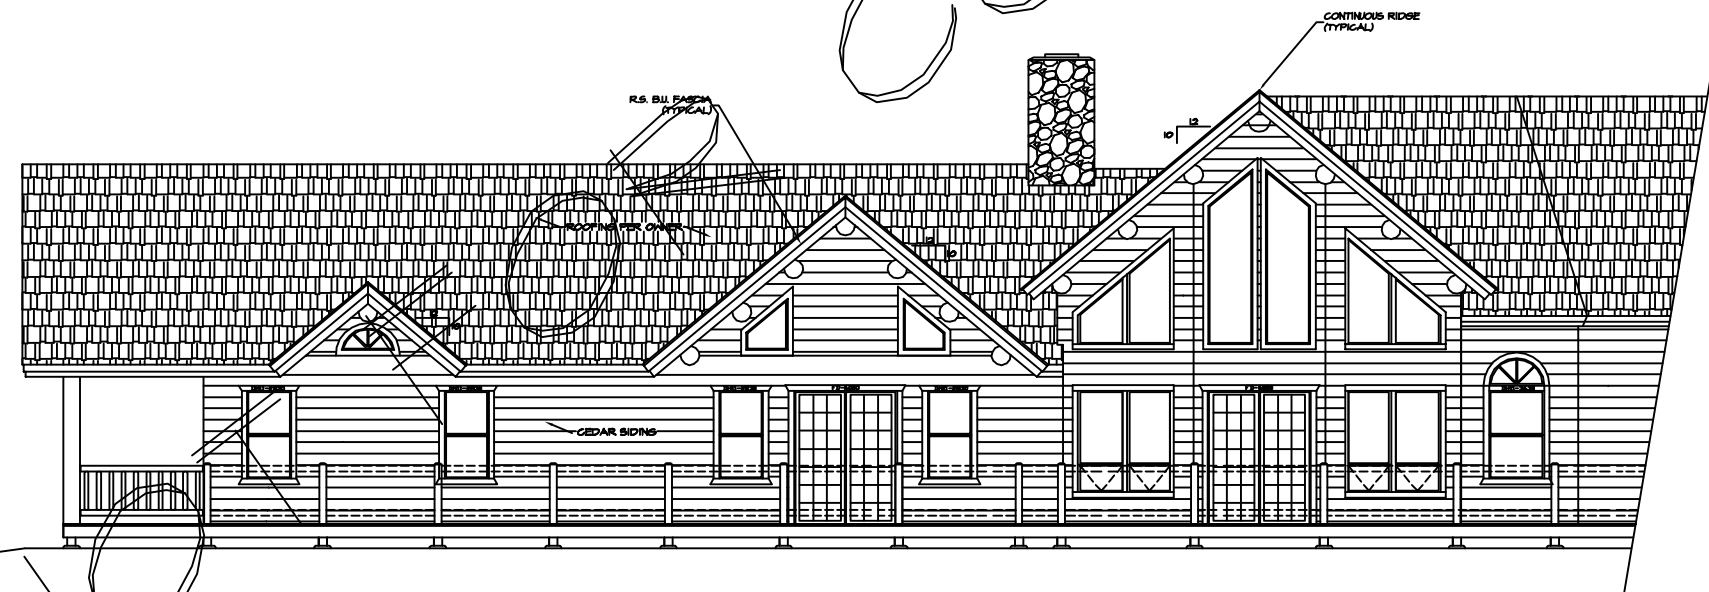 CONTINUOUS RIDGE
(TYPICAL)
R.S. B.U. FASCIA
(TYPICAL)
12
10
ROOFING PER OWNER
12
10
12
10
CEDAR SIDING